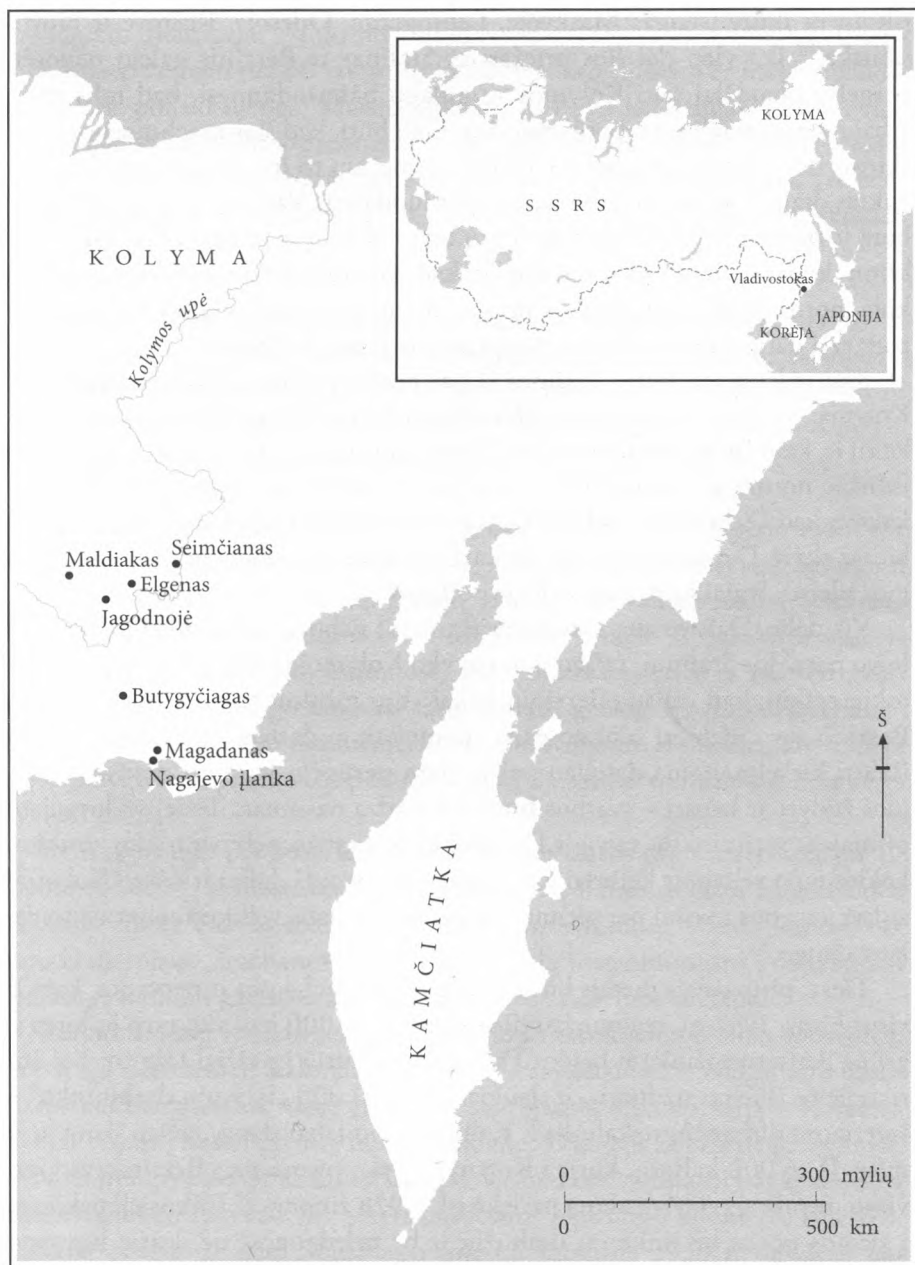 KOLYMA
SSRS
Vladivostokas
JAPONIJA
KORĖJA
KOLYMA
Kolymos upė
Seimčianas
Maldiakas
Elgenas
Jagodnojė
Butygyčiagas
Magadanas
Nagajevo įlanka
Š
KAMČIATKA
0 300 mylių
0 500 km